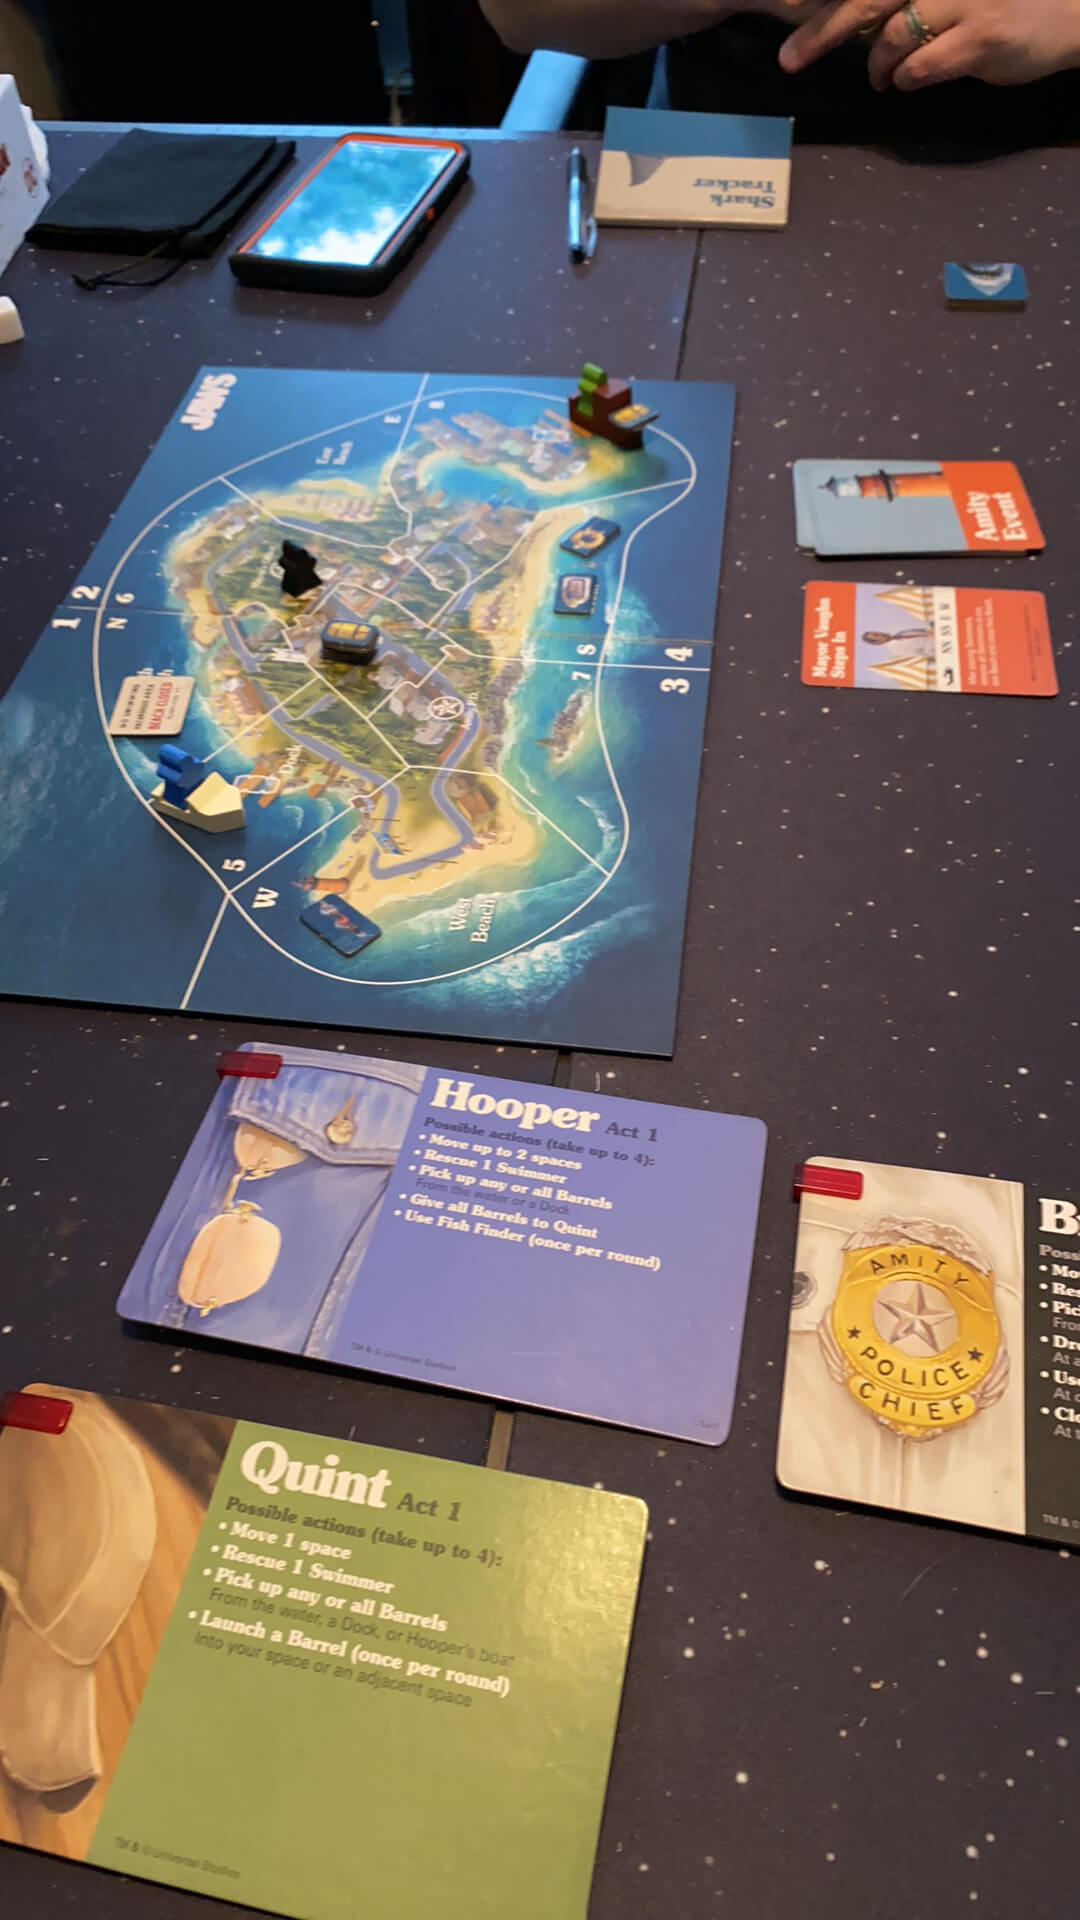 Shark
Tracker
JAWS
East
Beach
E
8
2
1
6
N
S
7
4
3
5
W
Dock
West
Beach
NO SWIMMING
HAZARDOUS AREA
BEACH CLOSED
Amity
Event
Mayor Vaughn
Steps In
Hooper Act 1
Possible actions (take up to 4):
• Move up to 2 spaces
• Rescue 1 Swimmer
• Pick up any or all Barrels
From the water or a Dock
• Give all Barrels to Quint
• Use Fish Finder (once per round)
TM & © Universal Studios
AMITY
POLICE
CHIEF
TM &
Quint Act 1
Possible actions (take up to 4):
• Move 1 space
• Rescue 1 Swimmer
• Pick up any or all Barrels
From the water, a Dock, or Hooper's boat
• Launch a Barrel (once per round)
Into your space or an adjacent space
TM & © Universal Studios